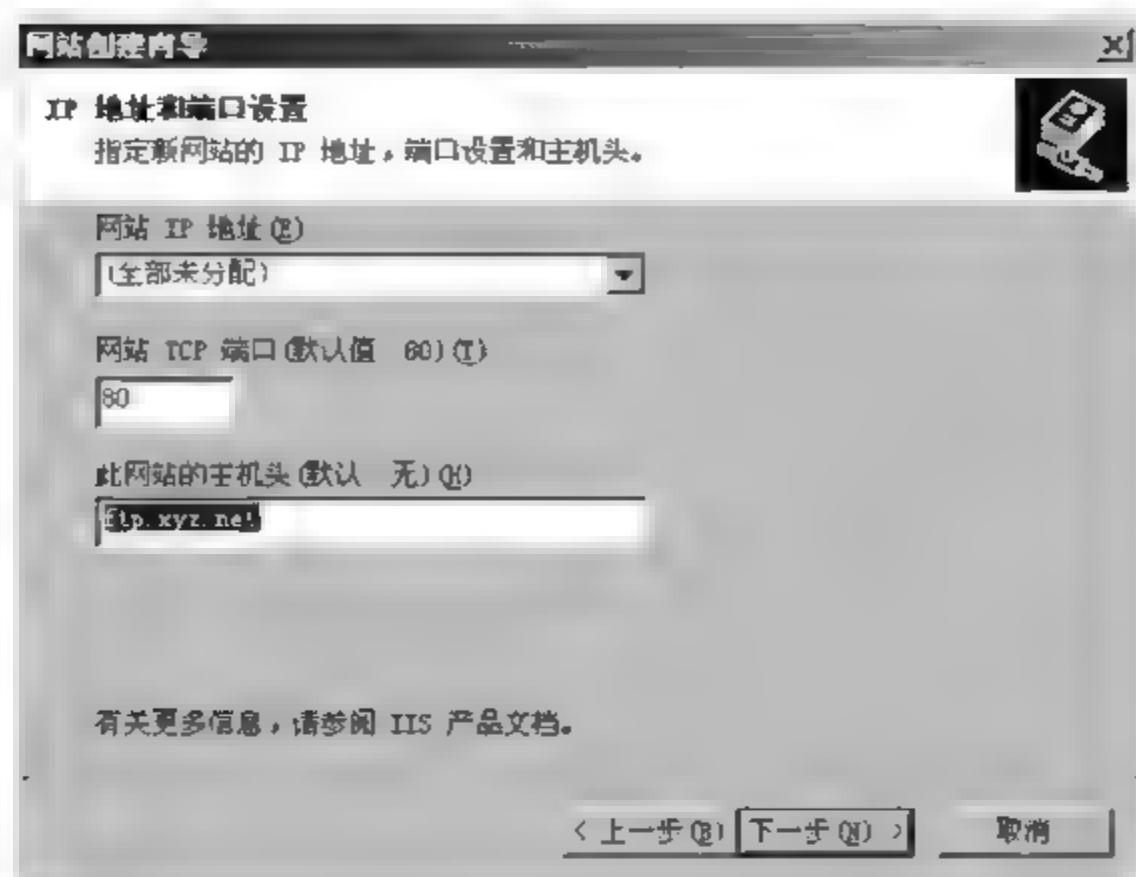 网站创建向导
IP 地址和端口设置
指定新网站的 IP 地址，端口设置和主机头。
网站 IP 地址(E)
(全部未分配)
网站 TCP 端口(默认值 80)(T)
80
此网站的主机头(默认 无)(H)
ftp.xyz.net
有关更多信息，请参阅 IIS 产品文档。
< 上一步(B) 下一步(N) > 取消